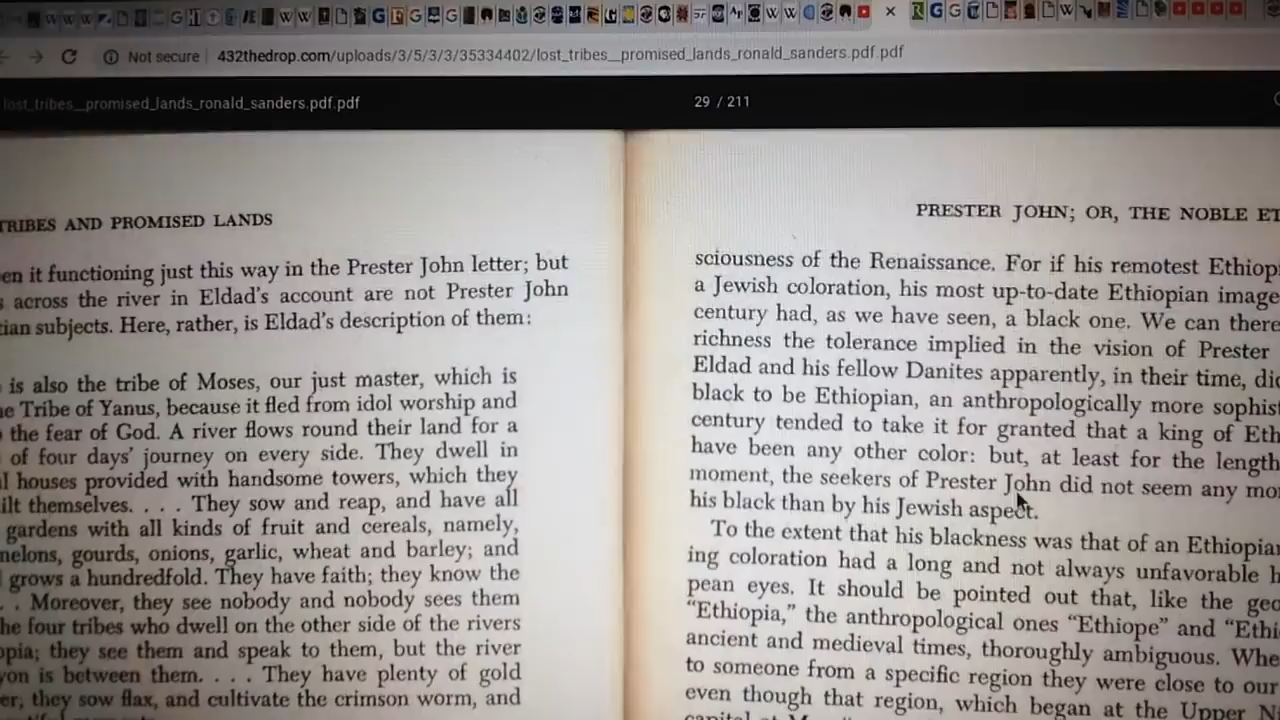 Not secure
432thedrop.com/uploads/3/5/3/3/35334402/lost_tribes__promised_lands_ronald_sanders.pdf.pdf
lost_tribes__promised_lands_ronald_sanders.pdf.pdf
29 / 211
TRIBES AND PROMISED LANDS
en it functioning just this way in the Prester John letter; but
s across the river in Eldad's account are not Prester John
tian subjects. Here, rather, is Eldad's description of them:
is also the tribe of Moses, our just master, which is
e Tribe of Yanus, because it fled from idol worship and
the fear of God. A river flows round their land for a
of four days' journey on every side. They dwell in
l houses provided with handsome towers, which they
ilt themselves. . . . They sow and reap, and have all
gardens with all kinds of fruit and cereals, namely,
melons, gourds, onions, garlic, wheat and barley; and
grows a hundredfold. They have faith; they know the
. . Moreover, they see nobody and nobody sees them
he four tribes who dwell on the other side of the rivers
opia; they see them and speak to them, but the river
yon is between them. . . . They have plenty of gold
er; they sow flax, and cultivate the crimson worm, and
PRESTER JOHN; OR, THE NOBLE ET
sciousness of the Renaissance. For if his remotest Ethiop
a Jewish coloration, his most up-to-date Ethiopian image
century had, as we have seen, a black one. We can there
richness the tolerance implied in the vision of Prester
Eldad and his fellow Danites apparently, in their time, did
black to be Ethiopian, an anthropologically more sophist
century tended to take it for granted that a king of Eth
have been any other color: but, at least for the length
moment, the seekers of Prester John did not seem any mo
his black than by his Jewish aspect.
To the extent that his blackness was that of an Ethiopian
ing coloration had a long and not always unfavorable h
pean eyes. It should be pointed out that, like the geo
"Ethiopia," the anthropological ones "Ethiope" and "Ethi
ancient and medieval times, thoroughly ambiguous. Whe
to someone from a specific region they were close to our
even though that region, which began at the Upper N